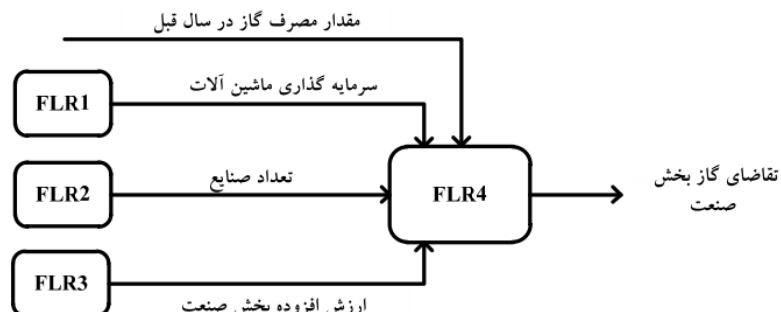 مقدار مصرف گاز در سال قبل
سرمایه گذاری ماشین آلات
FLR1
تعداد صنایع
FLR2
FLR4
تقاضای گاز بخش
صنعت
FLR3
ارزش افزوده بخش صنعت